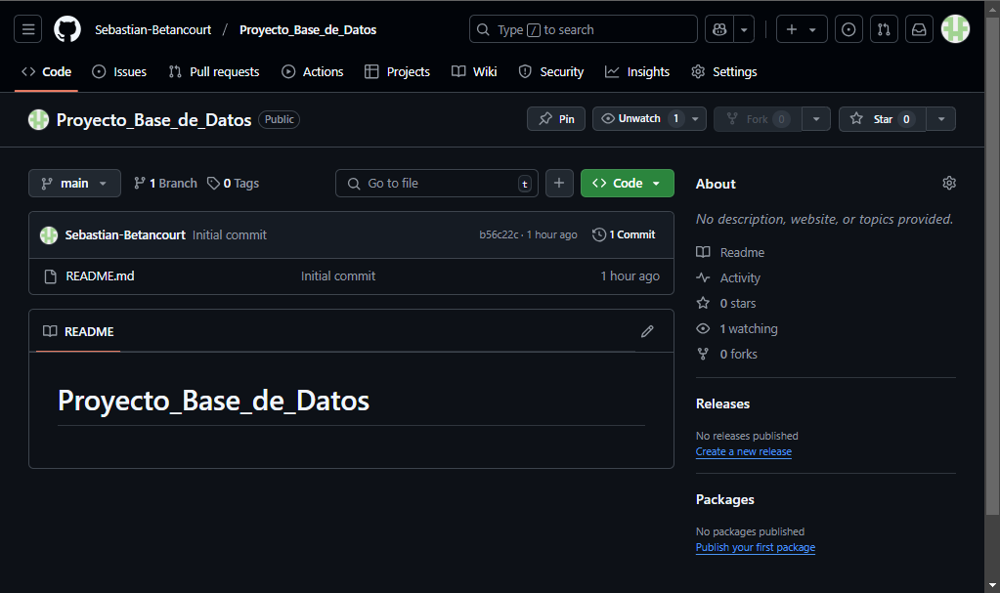 Sebastian-Betancourt / Proyecto_Base_de_Datos
Type / to search
Code
Issues
Pull requests
Actions
Projects
Wiki
Security
Insights
Settings
Proyecto_Base_de_Datos Public
Pin
Unwatch 1
Fork 0
Star 0
main
1 Branch
0 Tags
Go to file t
Code
Sebastian-Betancourt Initial commit b56c22c · 1 hour ago 1 Commit
README.md Initial commit 1 hour ago
README
Proyecto_Base_de_Datos
About
No description, website, or topics provided.
Readme
Activity
0 stars
1 watching
0 forks
Releases
No releases published
Create a new release
Packages
No packages published
Publish your first package